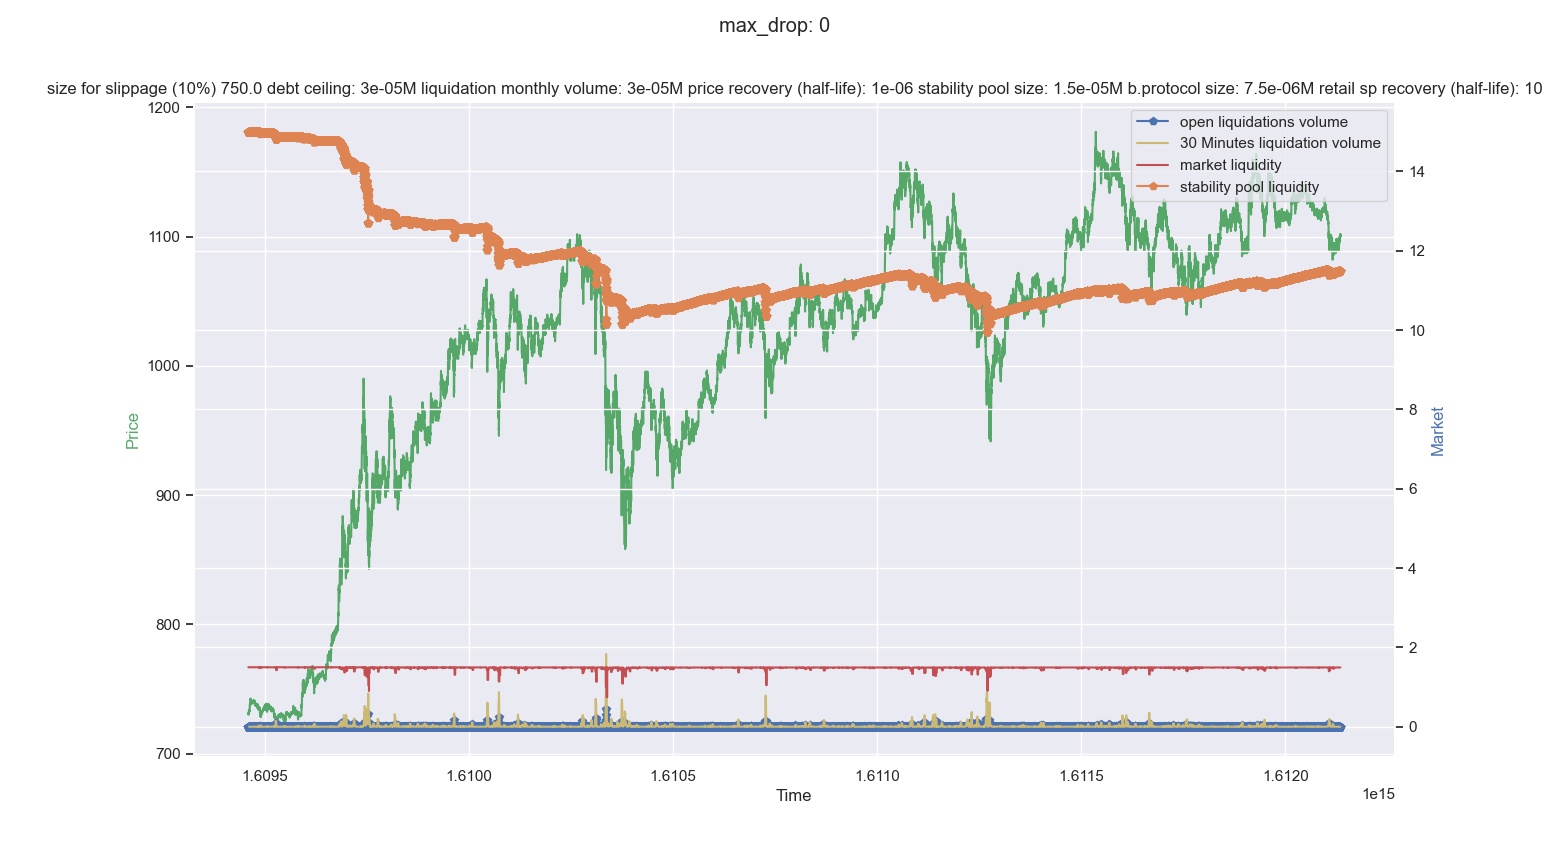 max_drop: 0
size for slippage (10%) 750.0 debt ceiling: 3e-05M liquidation monthly volume: 3e-05M price recovery (half-life): 1e-06 stability pool size: 1.5e-05M b.protocol size: 7.5e-06M retail sp recovery (half-life): 10
open liquidations volume
30 Minutes liquidation volume
market liquidity
stability pool liquidity
1200
1100
1000
900
800
700
Price
14
12
10
8
6
4
2
0
Market
1.6095 1.6100 1.6105 1.6110 1.6115 1.6120
1e15
Time